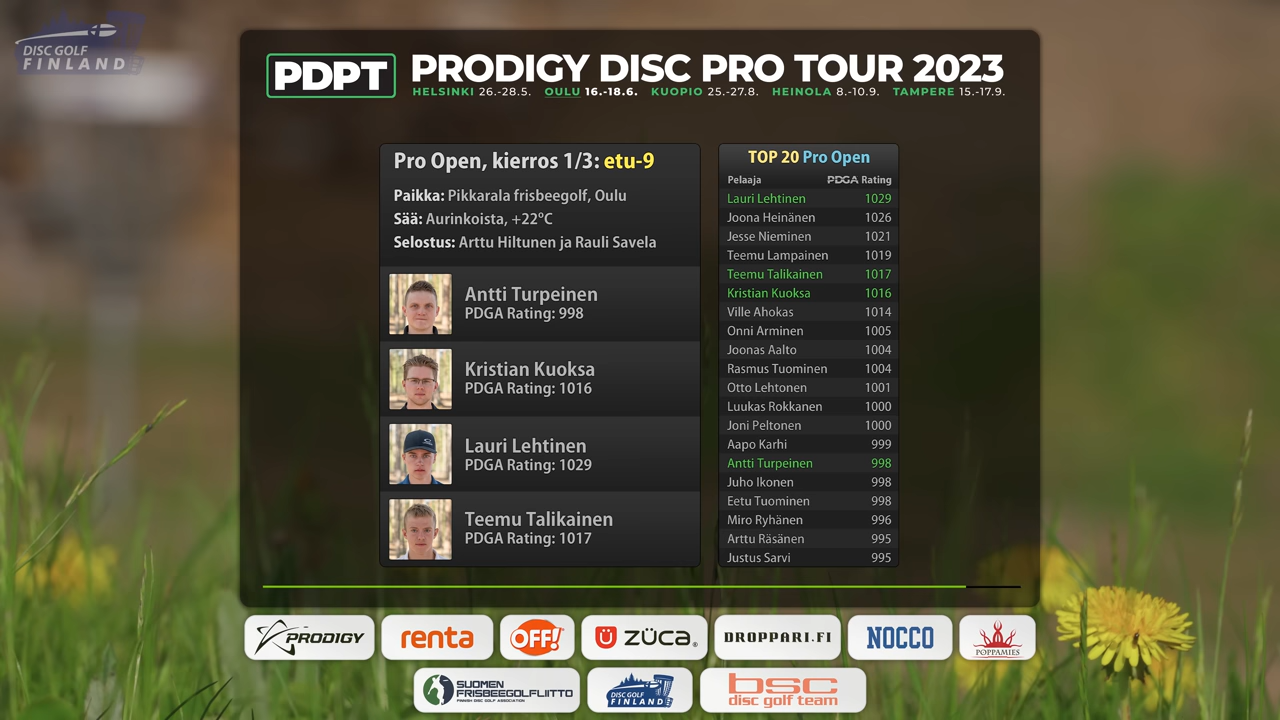 DISC GOLF
FINLAND
PDPT PRODIGY DISC PRO TOUR 2023
HELSINKI 26.-28.5. OULU 16.-18.6. KUOPIO 25.-27.8. HEINOLA 8.-10.9. TAMPERE 15.-17.9.
Pro Open, kierros 1/3: etu-9
Paikka: Pikkarala frisbeegolf, Oulu
Sää: Aurinkoista, +22°C
Selostus: Arttu Hiltunen ja Rauli Savela
Antti Turpeinen
PDGA Rating: 998
Kristian Kuoksa
PDGA Rating: 1016
Lauri Lehtinen
PDGA Rating: 1029
Teemu Talikainen
PDGA Rating: 1017
TOP 20 Pro Open
Pelaaja PDGA Rating
Lauri Lehtinen 1029
Joona Heinänen 1026
Jesse Nieminen 1021
Teemu Lampainen 1019
Teemu Talikainen 1017
Kristian Kuoksa 1016
Ville Ahokas 1014
Onni Arminen 1005
Joonas Aalto 1004
Rasmus Tuominen 1004
Otto Lehtonen 1001
Luukas Rokkanen 1000
Joni Peltonen 1000
Aapo Karhi 999
Antti Turpeinen 998
Juho Ikonen 998
Eetu Tuominen 998
Miro Ryhänen 996
Arttu Räsänen 995
Justus Sarvi 995
PRODIGY renta OFF! ZÜCA® DROPPARI.FI NOCCO POPPAMIES
SUOMEN
FRISBEEGOLFLIITTO
FINNISH DISC GOLF ASSOCIATION
DISC GOLF
FINLAND
bsc
disc golf team